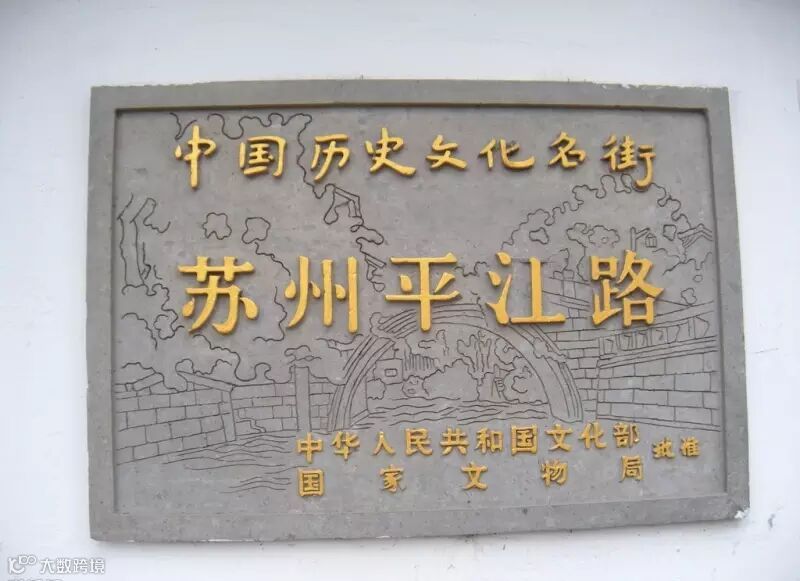 中国历史文化名街
苏州平江路
中华人民共和国文化部
国家文物局
批准
大数跨境